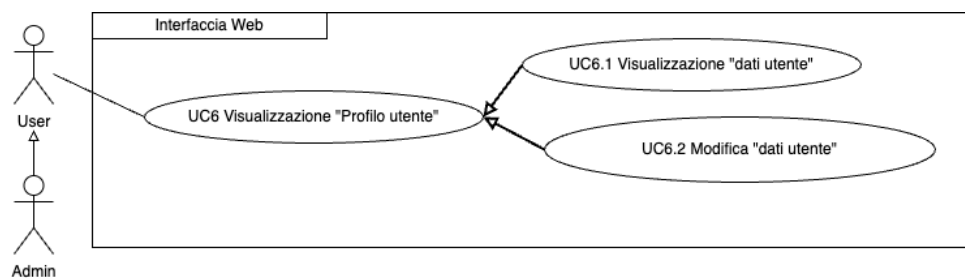 Interfaccia Web
UC6.1 Visualizzazione "dati utente"
UC6 Visualizzazione "Profilo utente"
User
UC6.2 Modifica "dati utente"
Admin